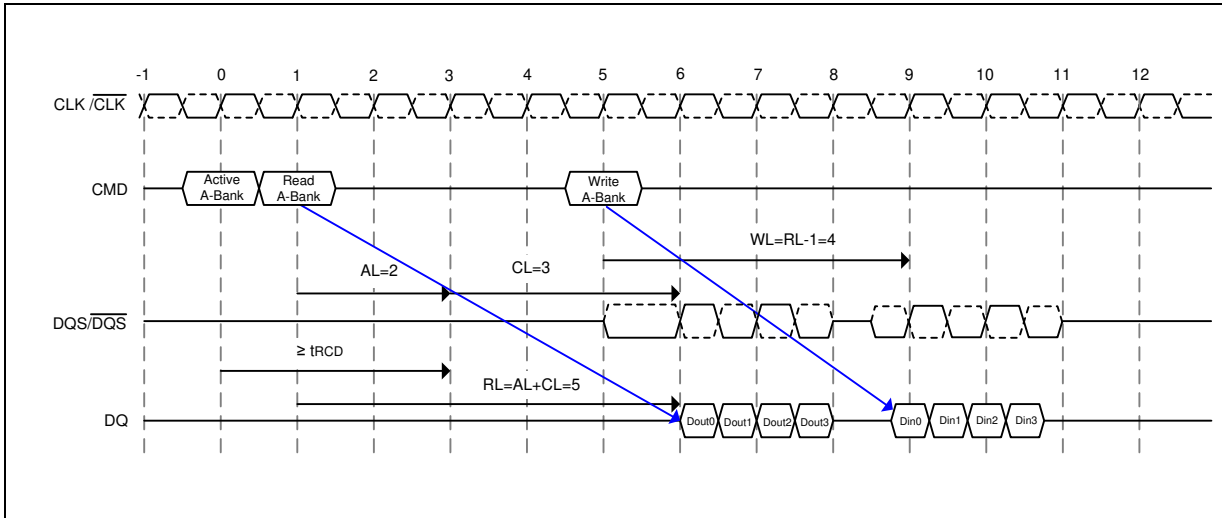 -1 0 1 2 3 4 5 6 7 8 9 10 11 12
CLK /CLK
CMD
Active
A-Bank
Read
A-Bank
Write
A-Bank
WL=RL-1=4
AL=2
CL=3
DQS/DQS
≥ tRCD
RL=AL+CL=5
DQ
Dout0 Dout1 Dout2 Dout3 Din0 Din1 Din2 Din3